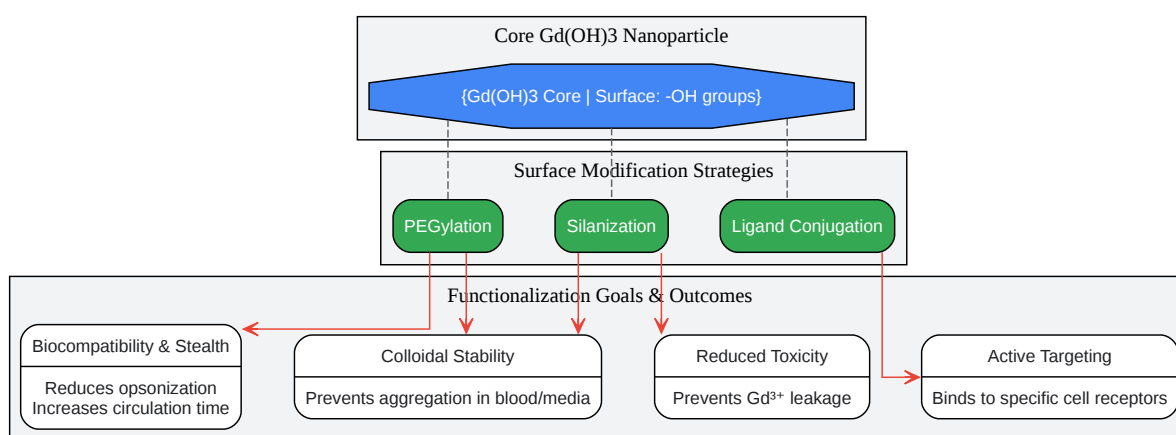 Core Gd(OH)3 Nanoparticle
{Gd(OH)3 Core | Surface: -OH groups}
Surface Modification Strategies
PEGylation
Silanization
Ligand Conjugation
Functionalization Goals & Outcomes
Biocompatibility & Stealth
Reduces opsonization
Increases circulation time
Colloidal Stability
Prevents aggregation in blood/media
Reduced Toxicity
Prevents Gd³⁺ leakage
Active Targeting
Binds to specific cell receptors